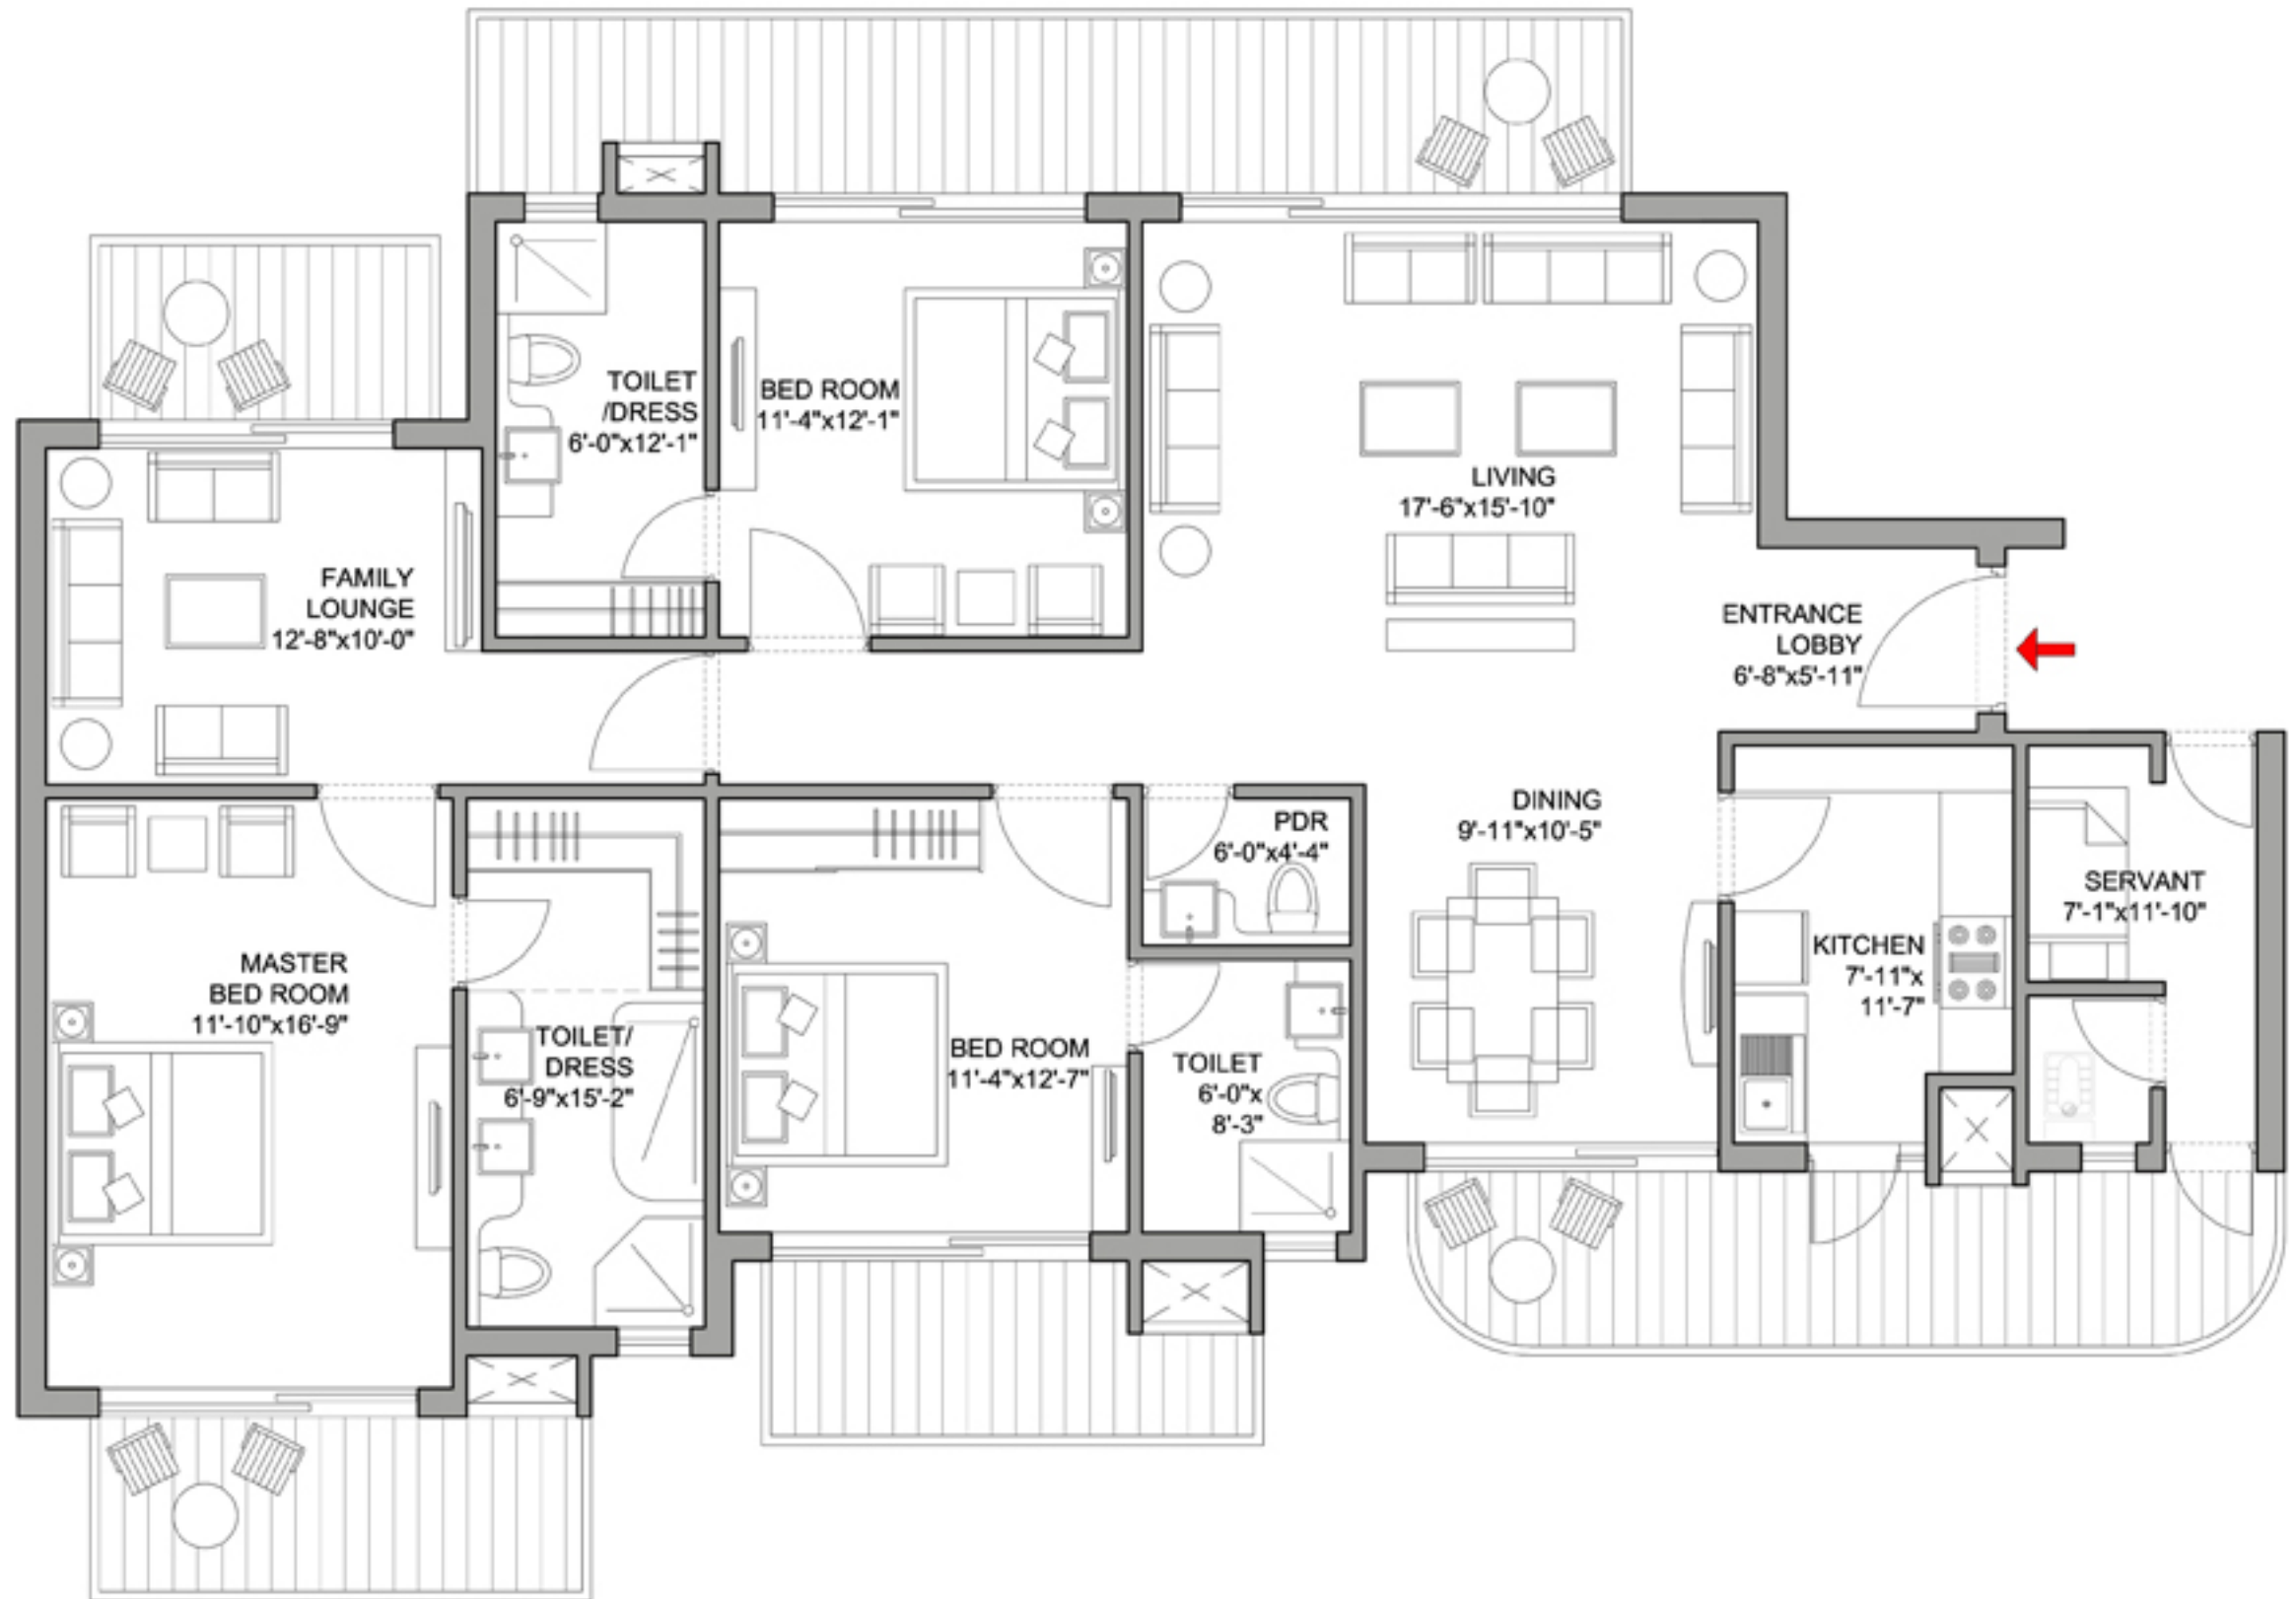 TOILET
/DRESS
6'-0"x12'-1"
BED ROOM
11'-4"x12'-1"
LIVING
17'-6"x15'-10"
FAMILY
LOUNGE
12'-8"x10'-0"
ENTRANCE
LOBBY
6'-8"x5'-11"
DINING
9'-11"x10'-5"
PDR
6'-0"x4'-4"
SERVANT
7'-1"x11'-10"
KITCHEN
7'-11"x
11'-7"
MASTER
BED ROOM
11'-10"x16'-9"
TOILET/
DRESS
6'-9"x15'-2"
BED ROOM
11'-4"x12'-7"
TOILET
6'-0"x
8'-3"